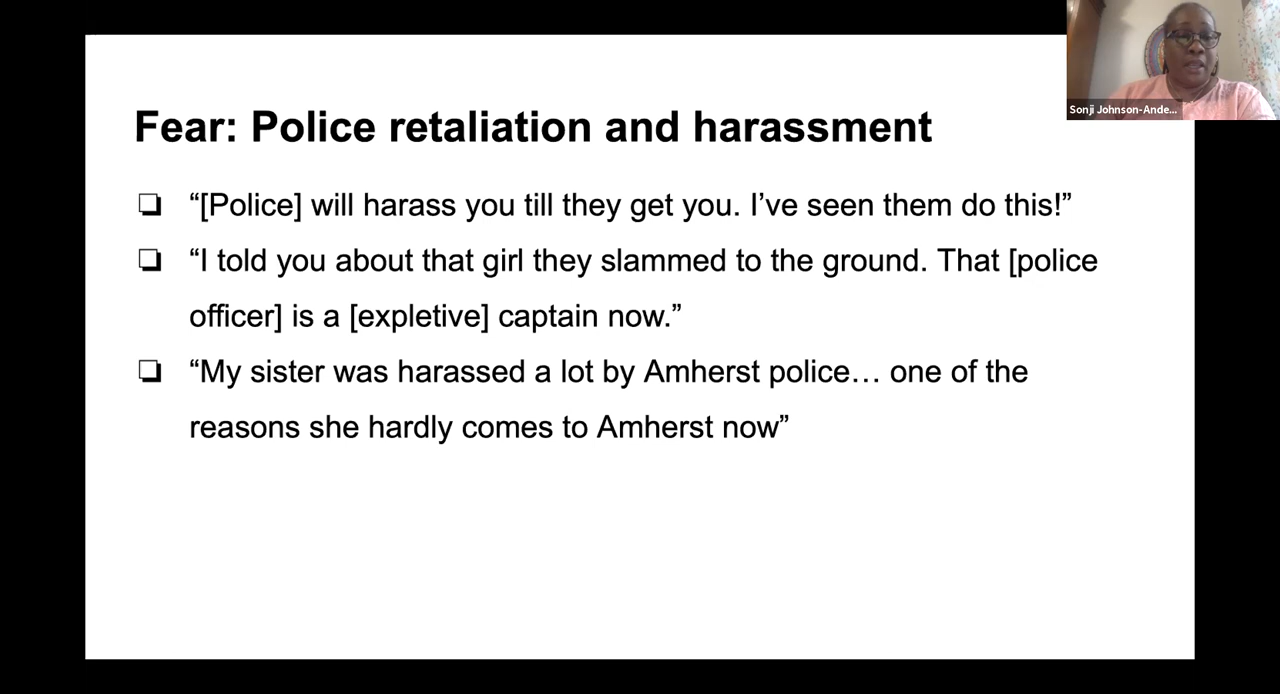 Sonji Johnson-Ande...
Fear: Police retaliation and harassment
❏ “[Police] will harass you till they get you. I’ve seen them do this!”
❏ “I told you about that girl they slammed to the ground. That [police
officer] is a [expletive] captain now.”
❏ “My sister was harassed a lot by Amherst police… one of the
reasons she hardly comes to Amherst now”